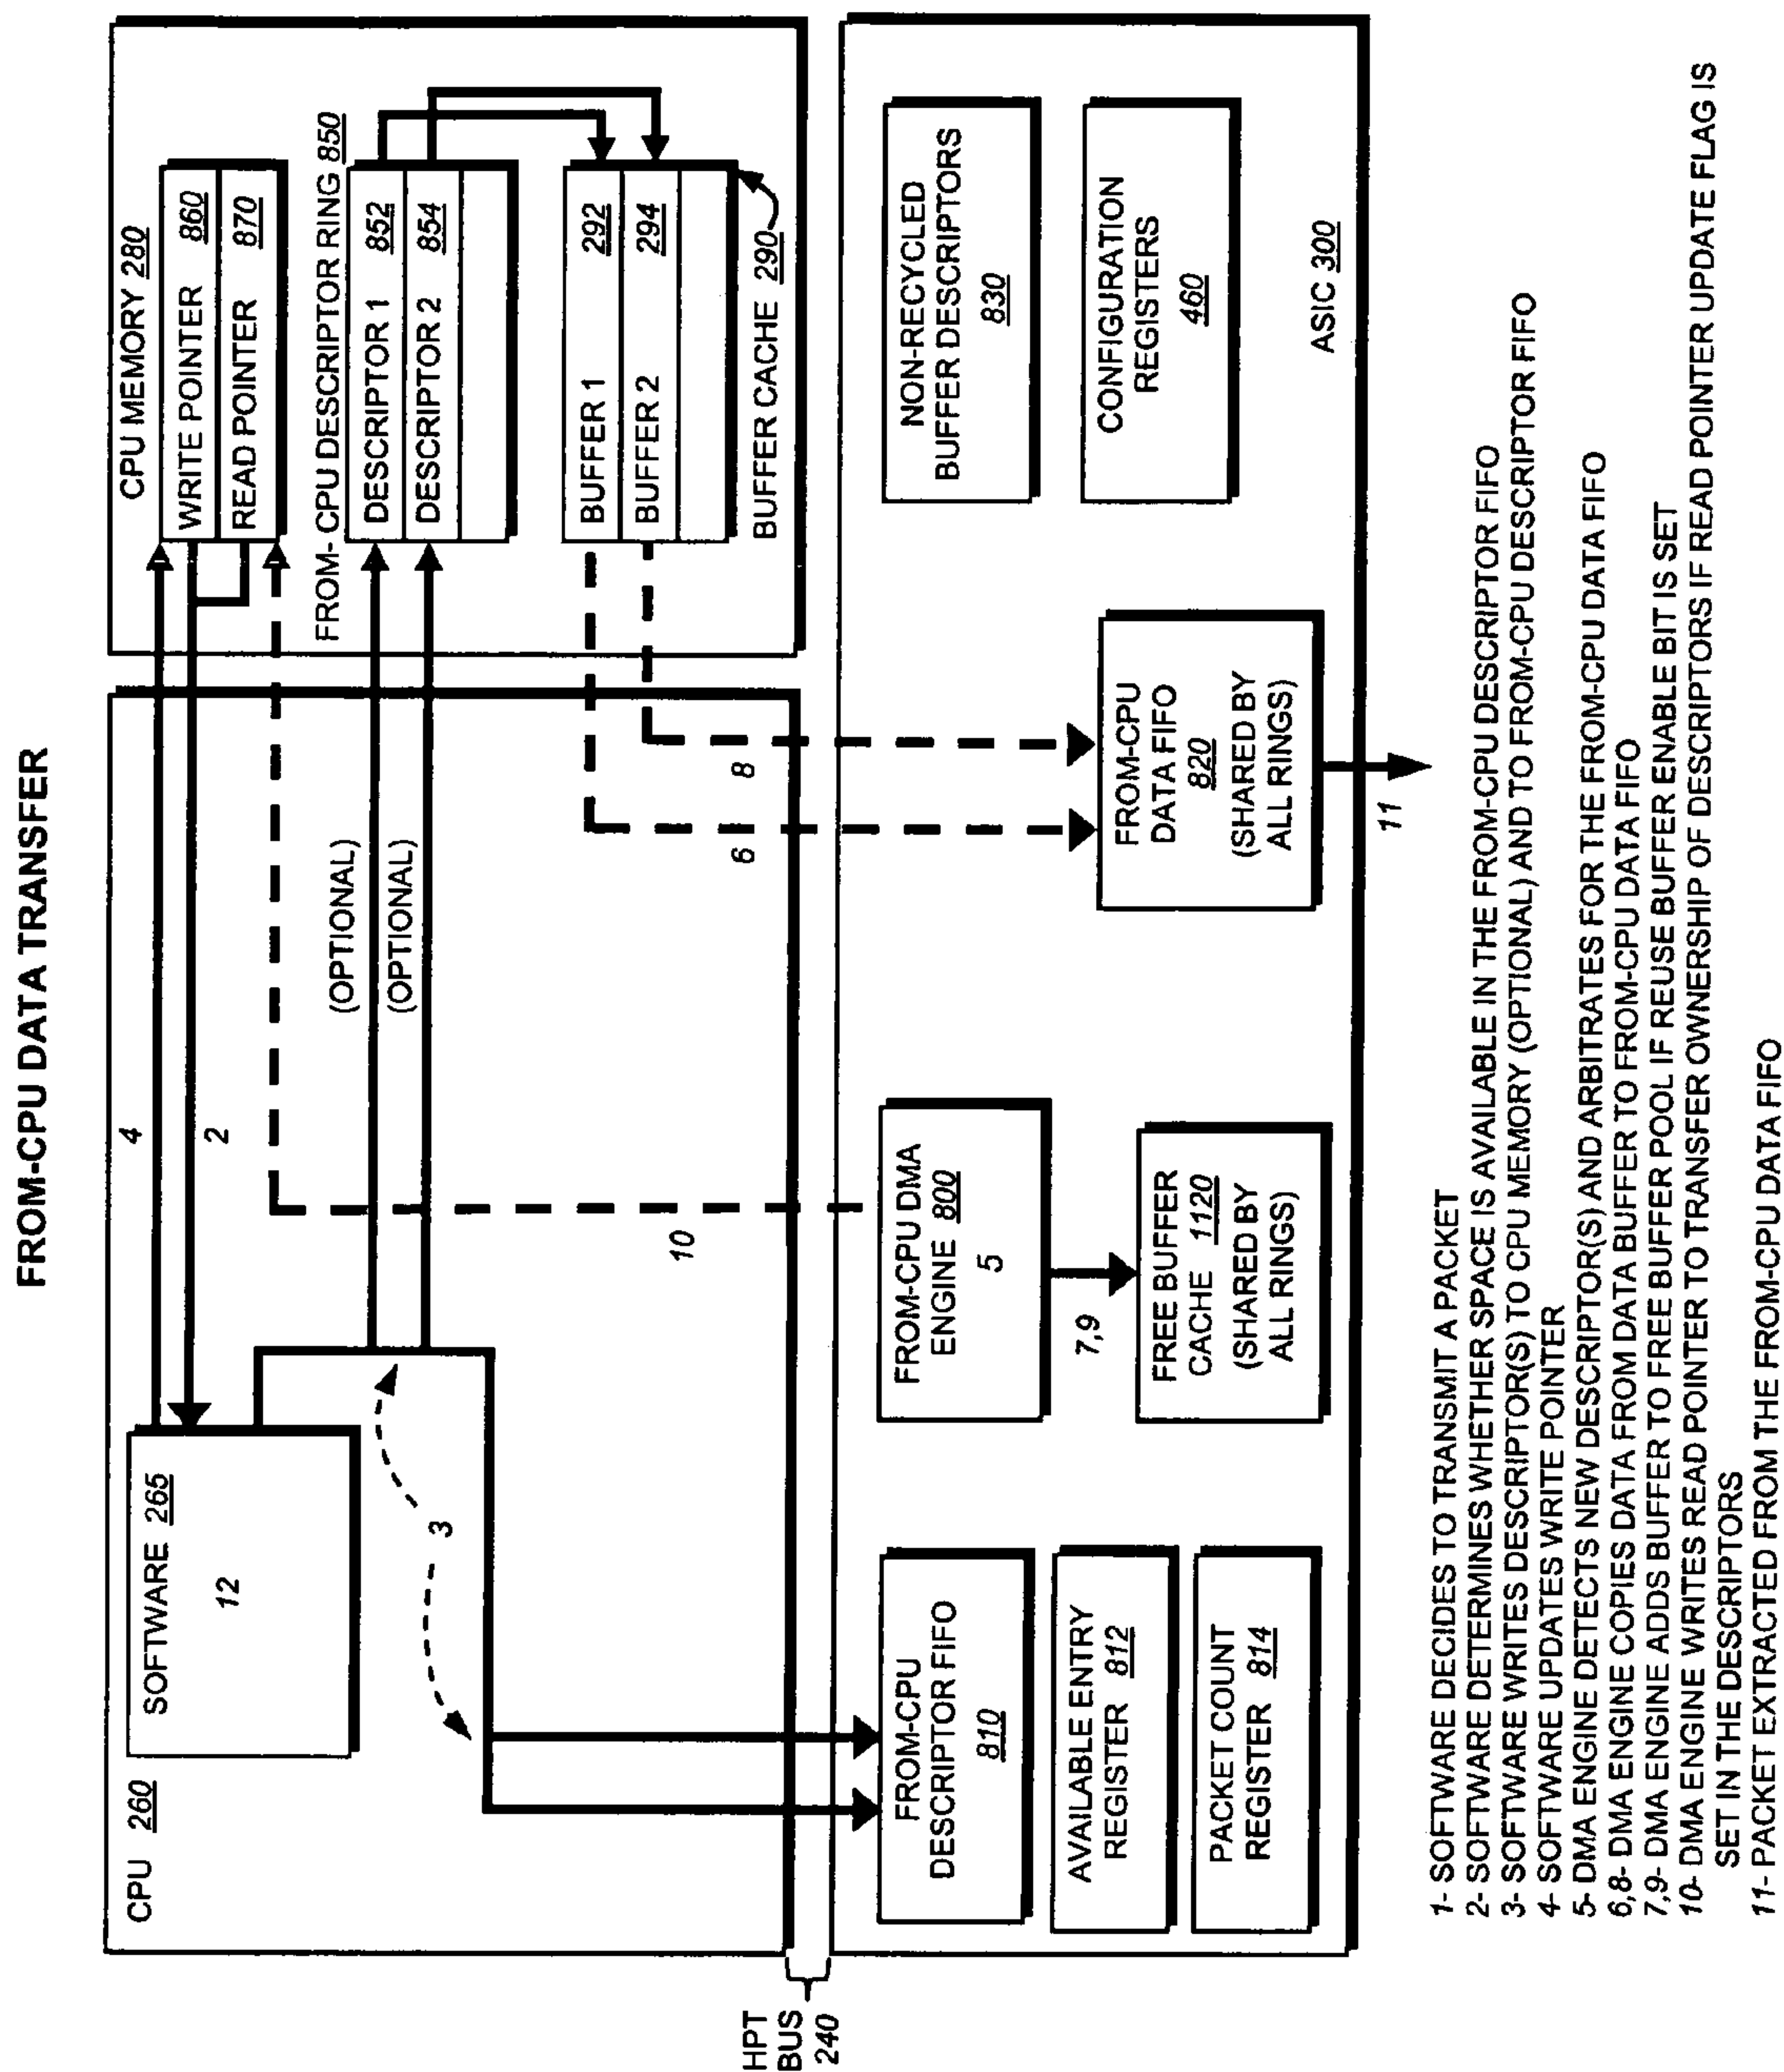 FROM-CPU DATA TRANSFER
CPU 260
SOFTWARE 265
12
4
2
(OPTIONAL)
(OPTIONAL)
3
10
6
8
CPU MEMORY 280
WRITE POINTER 860
READ POINTER 870
FROM- CPU DESCRIPTOR RING 850
DESCRIPTOR 1 852
DESCRIPTOR 2 854
BUFFER 1 292
BUFFER 2 294
BUFFER CACHE 290
HPT
BUS
240
FROM-CPU
DESCRIPTOR FIFO
810
AVAILABLE ENTRY
REGISTER 812
PACKET COUNT
REGISTER 814
FROM-CPU DMA
ENGINE 800
5
7,9
FREE BUFFER
CACHE 1120
(SHARED BY
ALL RINGS)
FROM-CPU
DATA FIFO
820
(SHARED BY
ALL RINGS)
11
NON-RECYCLED
BUFFER DESCRIPTORS
830
CONFIGURATION
REGISTERS
460
ASIC 300
1- SOFTWARE DECIDES TO TRANSMIT A PACKET
2- SOFTWARE DETERMINES WHETHER SPACE IS AVAILABLE IN THE FROM-CPU DESCRIPTOR FIFO
3- SOFTWARE WRITES DESCRIPTOR(S) TO CPU MEMORY (OPTIONAL) AND TO FROM-CPU DESCRIPTOR FIFO
4- SOFTWARE UPDATES WRITE POINTER
5- DMA ENGINE DETECTS NEW DESCRIPTOR(S) AND ARBITRATES FOR THE FROM-CPU DATA FIFO
6,8- DMA ENGINE COPIES DATA FROM DATA BUFFER TO FROM-CPU DATA FIFO
7,9- DMA ENGINE ADDS BUFFER TO FREE BUFFER POOL IF REUSE BUFFER ENABLE BIT IS SET
10- DMA ENGINE WRITES READ POINTER TO TRANSFER OWNERSHIP OF DESCRIPTORS IF READ POINTER UPDATE FLAG IS
SET IN THE DESCRIPTORS
11- PACKET EXTRACTED FROM THE FROM-CPU DATA FIFO